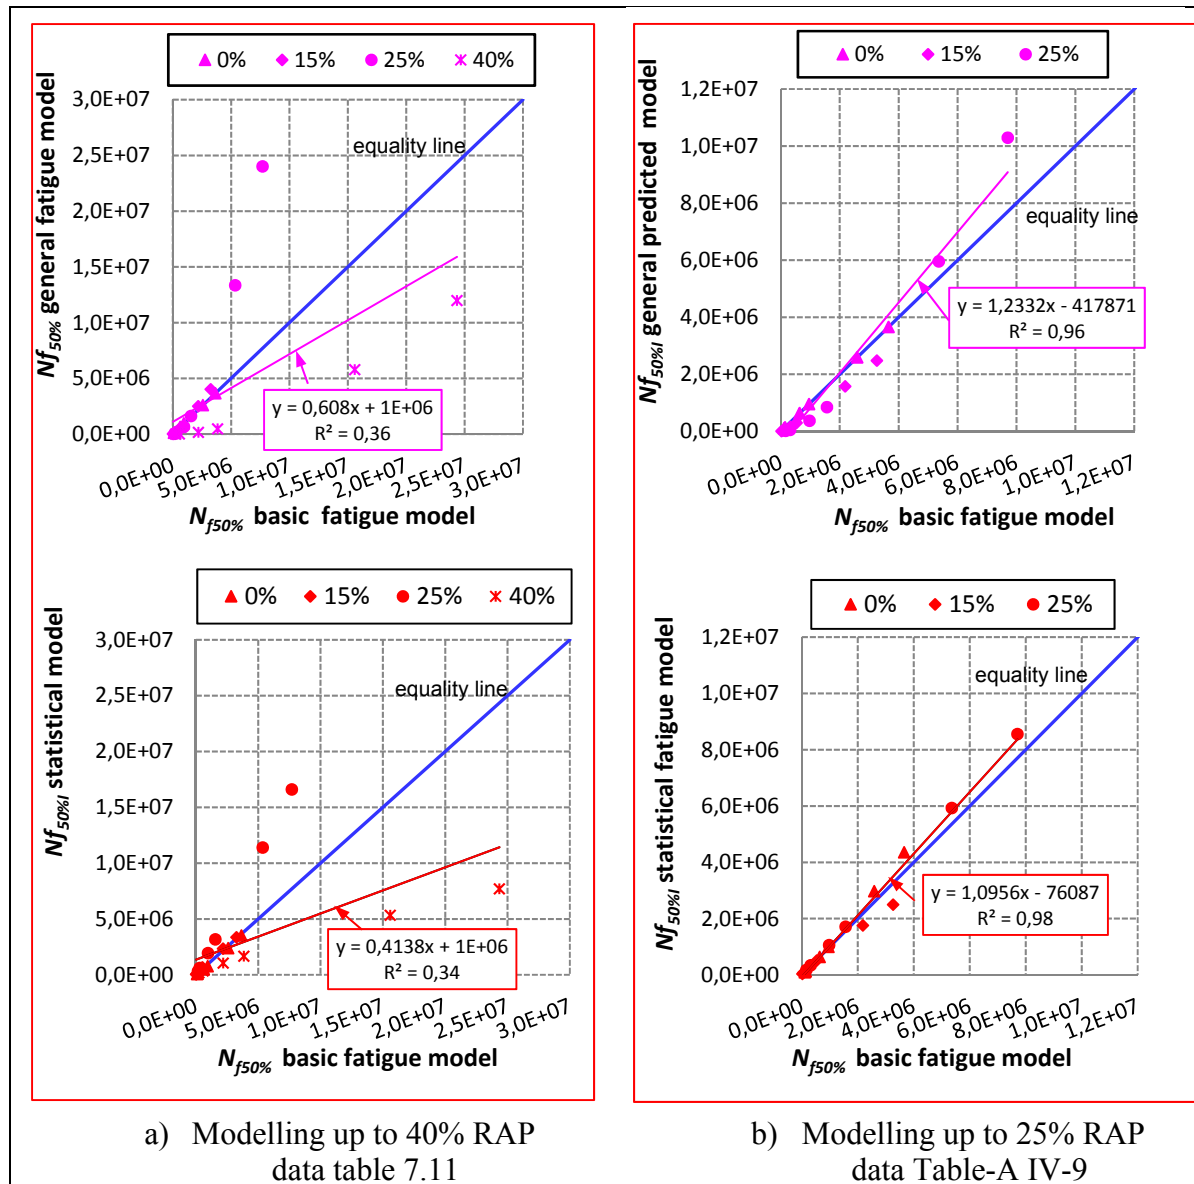 0% 15% 25% 40%
3,0E+07
2,5E+07
2,0E+07
1,5E+07
1,0E+07
5,0E+06
0,0E+00
Nf50% general fatigue model
equality line
y = 0,608x + 1E+06
R² = 0,36
0,0E+00 5,0E+06 1,0E+07 1,5E+07 2,0E+07 2,5E+07 3,0E+07
Nf50% basic fatigue model
0% 15% 25%
1,2E+07
1,0E+07
8,0E+06
6,0E+06
4,0E+06
2,0E+06
0,0E+00
Nf50%I general predicted model
equality line
y = 1,2332x - 417871
R² = 0,96
0,0E+00 2,0E+06 4,0E+06 6,0E+06 8,0E+06 1,0E+07 1,2E+07
Nf50% basic fatigue model
0% 15% 25% 40%
3,0E+07
2,5E+07
2,0E+07
1,5E+07
1,0E+07
5,0E+06
0,0E+00
Nf50%I statistical model
equality line
y = 0,4138x + 1E+06
R² = 0,34
0,0E+00 5,0E+06 1,0E+07 1,5E+07 2,0E+07 2,5E+07 3,0E+07
Nf50% basic fatigue model
0% 15% 25%
1,2E+07
1,0E+07
8,0E+06
6,0E+06
4,0E+06
2,0E+06
0,0E+00
Nf50%I statistical fatigue model
equality line
y = 1,0956x - 76087
R² = 0,98
0,0E+00 2,0E+06 4,0E+06 6,0E+06 8,0E+06 1,0E+07 1,2E+07
Nf50% basic fatigue model
a) Modelling up to 40% RAP
data table 7.11
b) Modelling up to 25% RAP
data Table-A IV-9